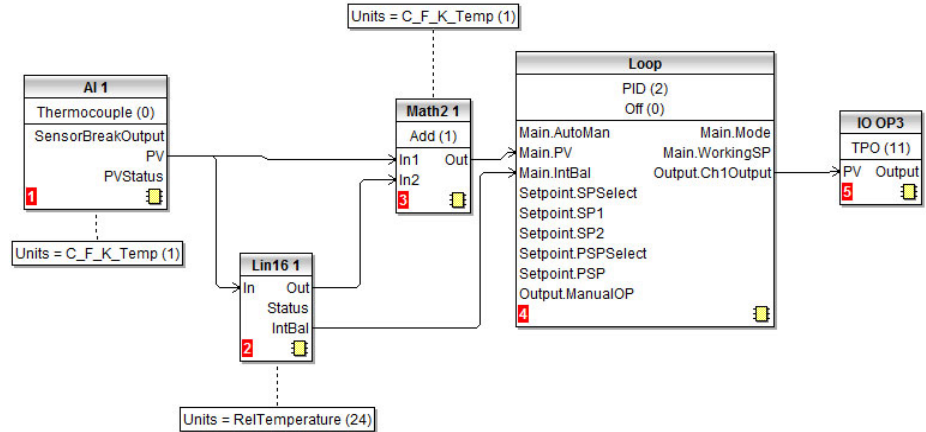 Units = C_F_K_Temp (1)
AI 1
Thermocouple (0)
SensorBreakOutput
PV
PVStatus
1
Units = C_F_K_Temp (1)
Lin16 1
In Out
Status
IntBal
2
Units = RelTemperature (24)
Math2 1
Add (1)
In1 Out
In2
3
Loop
PID (2)
Off (0)
Main.AutoMan Main.Mode
Main.PV Main.WorkingSP
Main.IntBal Output.Ch1Output
Setpoint.SPSelect
Setpoint.SP1
Setpoint.SP2
Setpoint.PSPSelect
Setpoint.PSP
Output.ManualOP
4
IO OP3
TPO (11)
PV Output
5